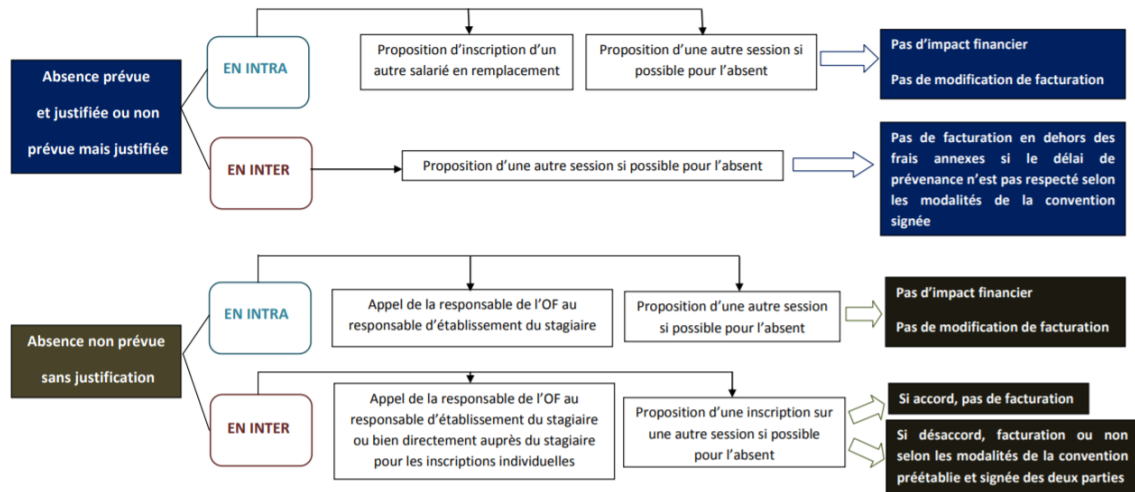 Absence prévue
et justifiée ou non
prévue mais justifiée
EN INTRA
Proposition d'inscription d'un
autre salarié en remplacement
Proposition d'une autre session si
possible pour l'absent
Pas d'impact financier
Pas de modification de facturation
EN INTER
Proposition d'une autre session si possible pour l'absent
Pas de facturation en dehors des
frais annexes si le délai de
prévenance n'est pas respecté selon
les modalités de la convention
signée
Absence non prévue
sans justification
EN INTRA
Appel de la responsable de l'OF au
responsable d'établissement du stagiaire
Proposition d'une autre session
si possible pour l'absent
Pas d'impact financier
Pas de modification de facturation
EN INTER
Appel de la responsable de l'OF au
responsable d'établissement du stagiaire
ou bien directement auprès du stagiaire
pour les inscriptions individuelles
Proposition d'une inscription sur
une autre session si possible
pour l'absent
Si accord, pas de facturation
Si désaccord, facturation ou non
selon les modalités de la convention
préétablie et signée des deux parties